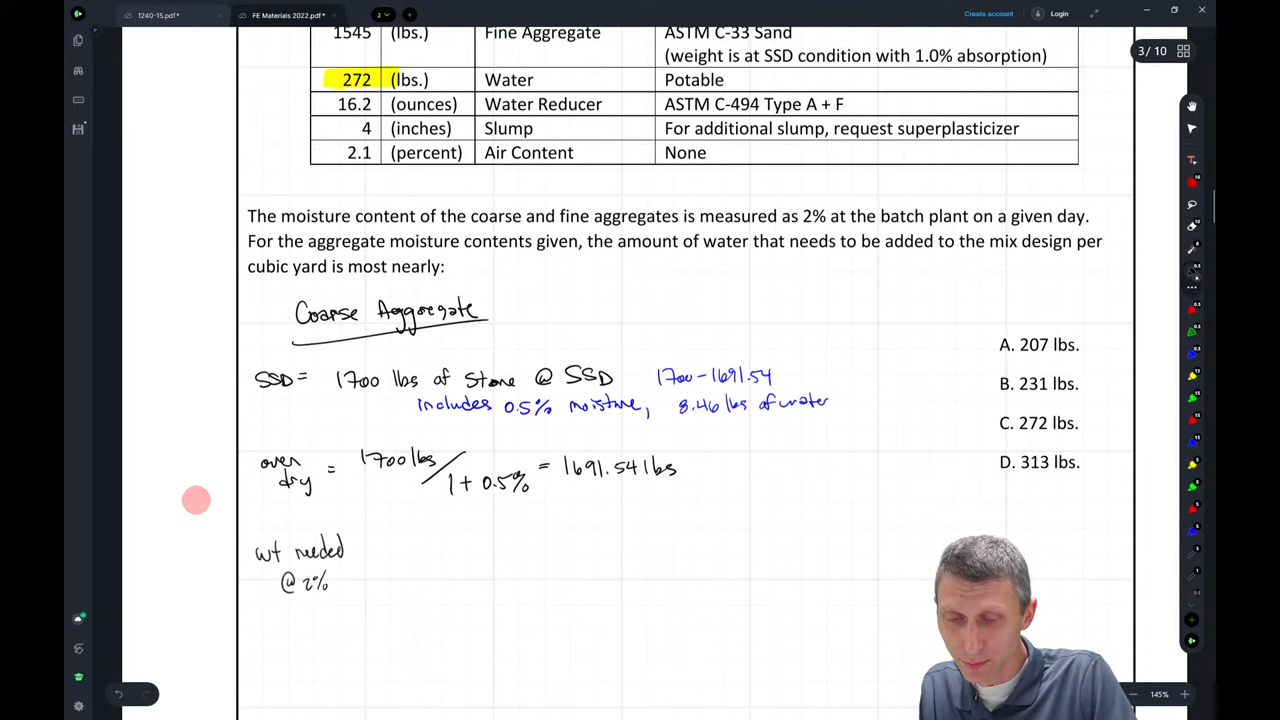 1240-15.pdf*
FE Materials 2022.pdf*
2
Create account
Login
3 / 10
1545 (lbs.) Fine Aggregate ASTM C-33 Sand
(weight is at SSD condition with 1.0% absorption)
272 (lbs.) Water Potable
16.2 (ounces) Water Reducer ASTM C-494 Type A + F
4 (inches) Slump For additional slump, request superplasticizer
2.1 (percent) Air Content None
The moisture content of the coarse and fine aggregates is measured as 2% at the batch plant on a given day.
For the aggregate moisture contents given, the amount of water that needs to be added to the mix design per
cubic yard is most nearly:
Coarse Aggregate
A. 207 lbs.
SSD = 1700 lbs of Stone @ SSD 1700-1691.54
B. 231 lbs.
includes 0.5% moisture, 8.46 lbs of water
C. 272 lbs.
oven dry = 1700 lbs / 1 + 0.5% = 1691.54 lbs
D. 313 lbs.
wt needed
@ 2%
145%